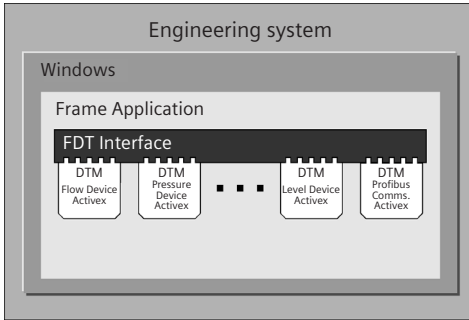 Engineering system
Windows
Frame Application
FDT Interface
DTM
Flow Device
Activex
DTM
Pressure
Device
Activex
DTM
Level Device
Activex
DTM
Profibus
Comms.
Activex